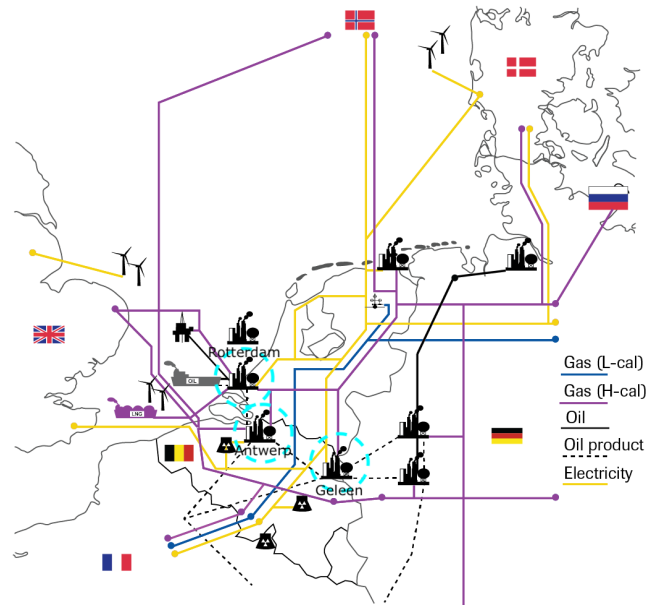 Rotterdam
OIL
LNG
Antwerp
Geleen
Gas (L-cal)
Gas (H-cal)
Oil
Oil product
Electricity